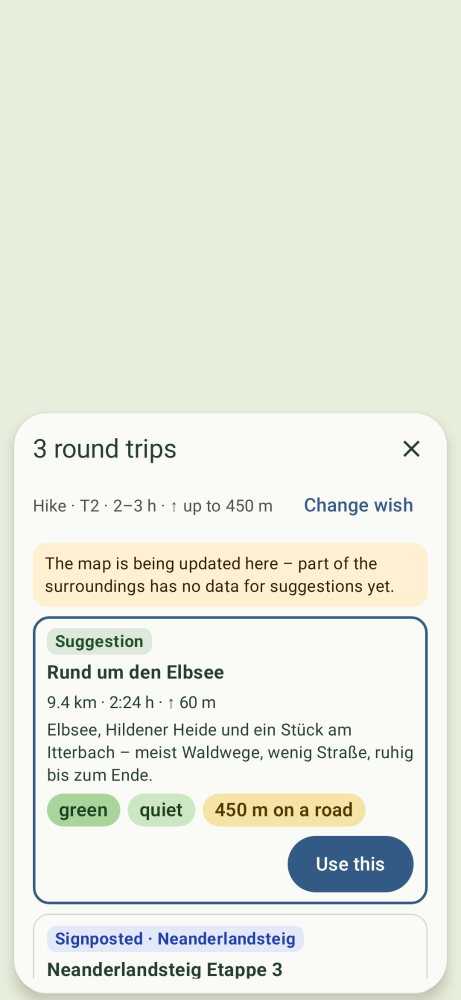 3 round trips
Hike · T2 · 2–3 h · ↑ up to 450 m
Change wish
The map is being updated here – part of the
surroundings has no data for suggestions yet.
Suggestion
Rund um den Elbsee
9.4 km · 2:24 h · ↑ 60 m
Elbsee, Hildener Heide und ein Stück am
Itterbach – meist Waldwege, wenig Straße, ruhig
bis zum Ende.
green quiet 450 m on a road
Use this
Signposted · Neanderlandsteig
Neanderlandsteig Etappe 3